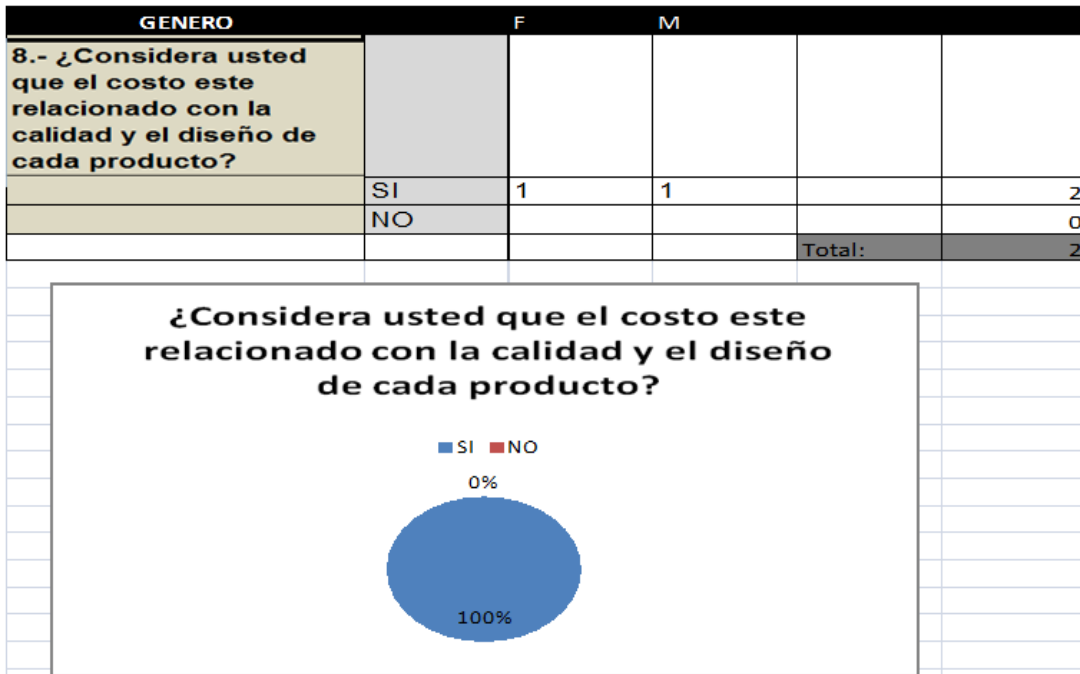 GENERO F M
8.- ¿Considera usted
que el costo este
relacionado con la
calidad y el diseño de
cada producto?
SI 1 1 2
NO 0
Total: 2
¿Considera usted que el costo este
relacionado con la calidad y el diseño
de cada producto?
SI NO
0%
100%